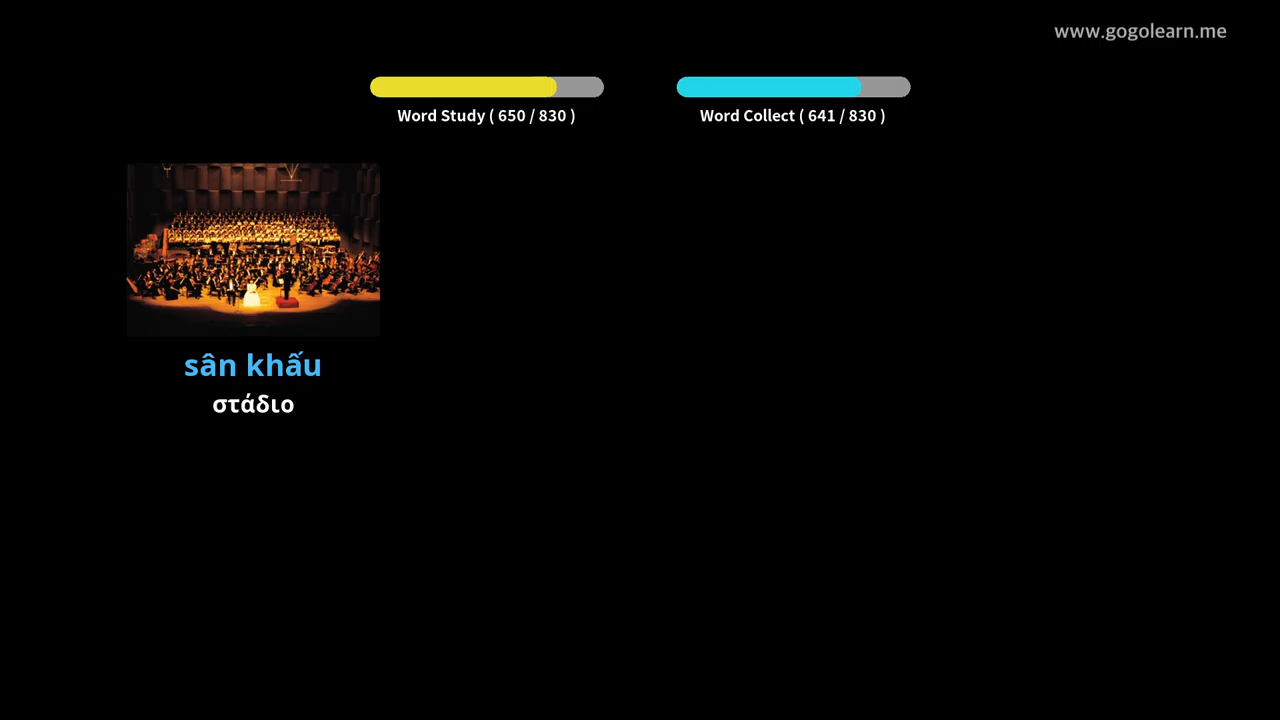 www.gogolearn.me
Word Study ( 650 / 830 )
Word Collect ( 641 / 830 )
sân khấu
στάδιο